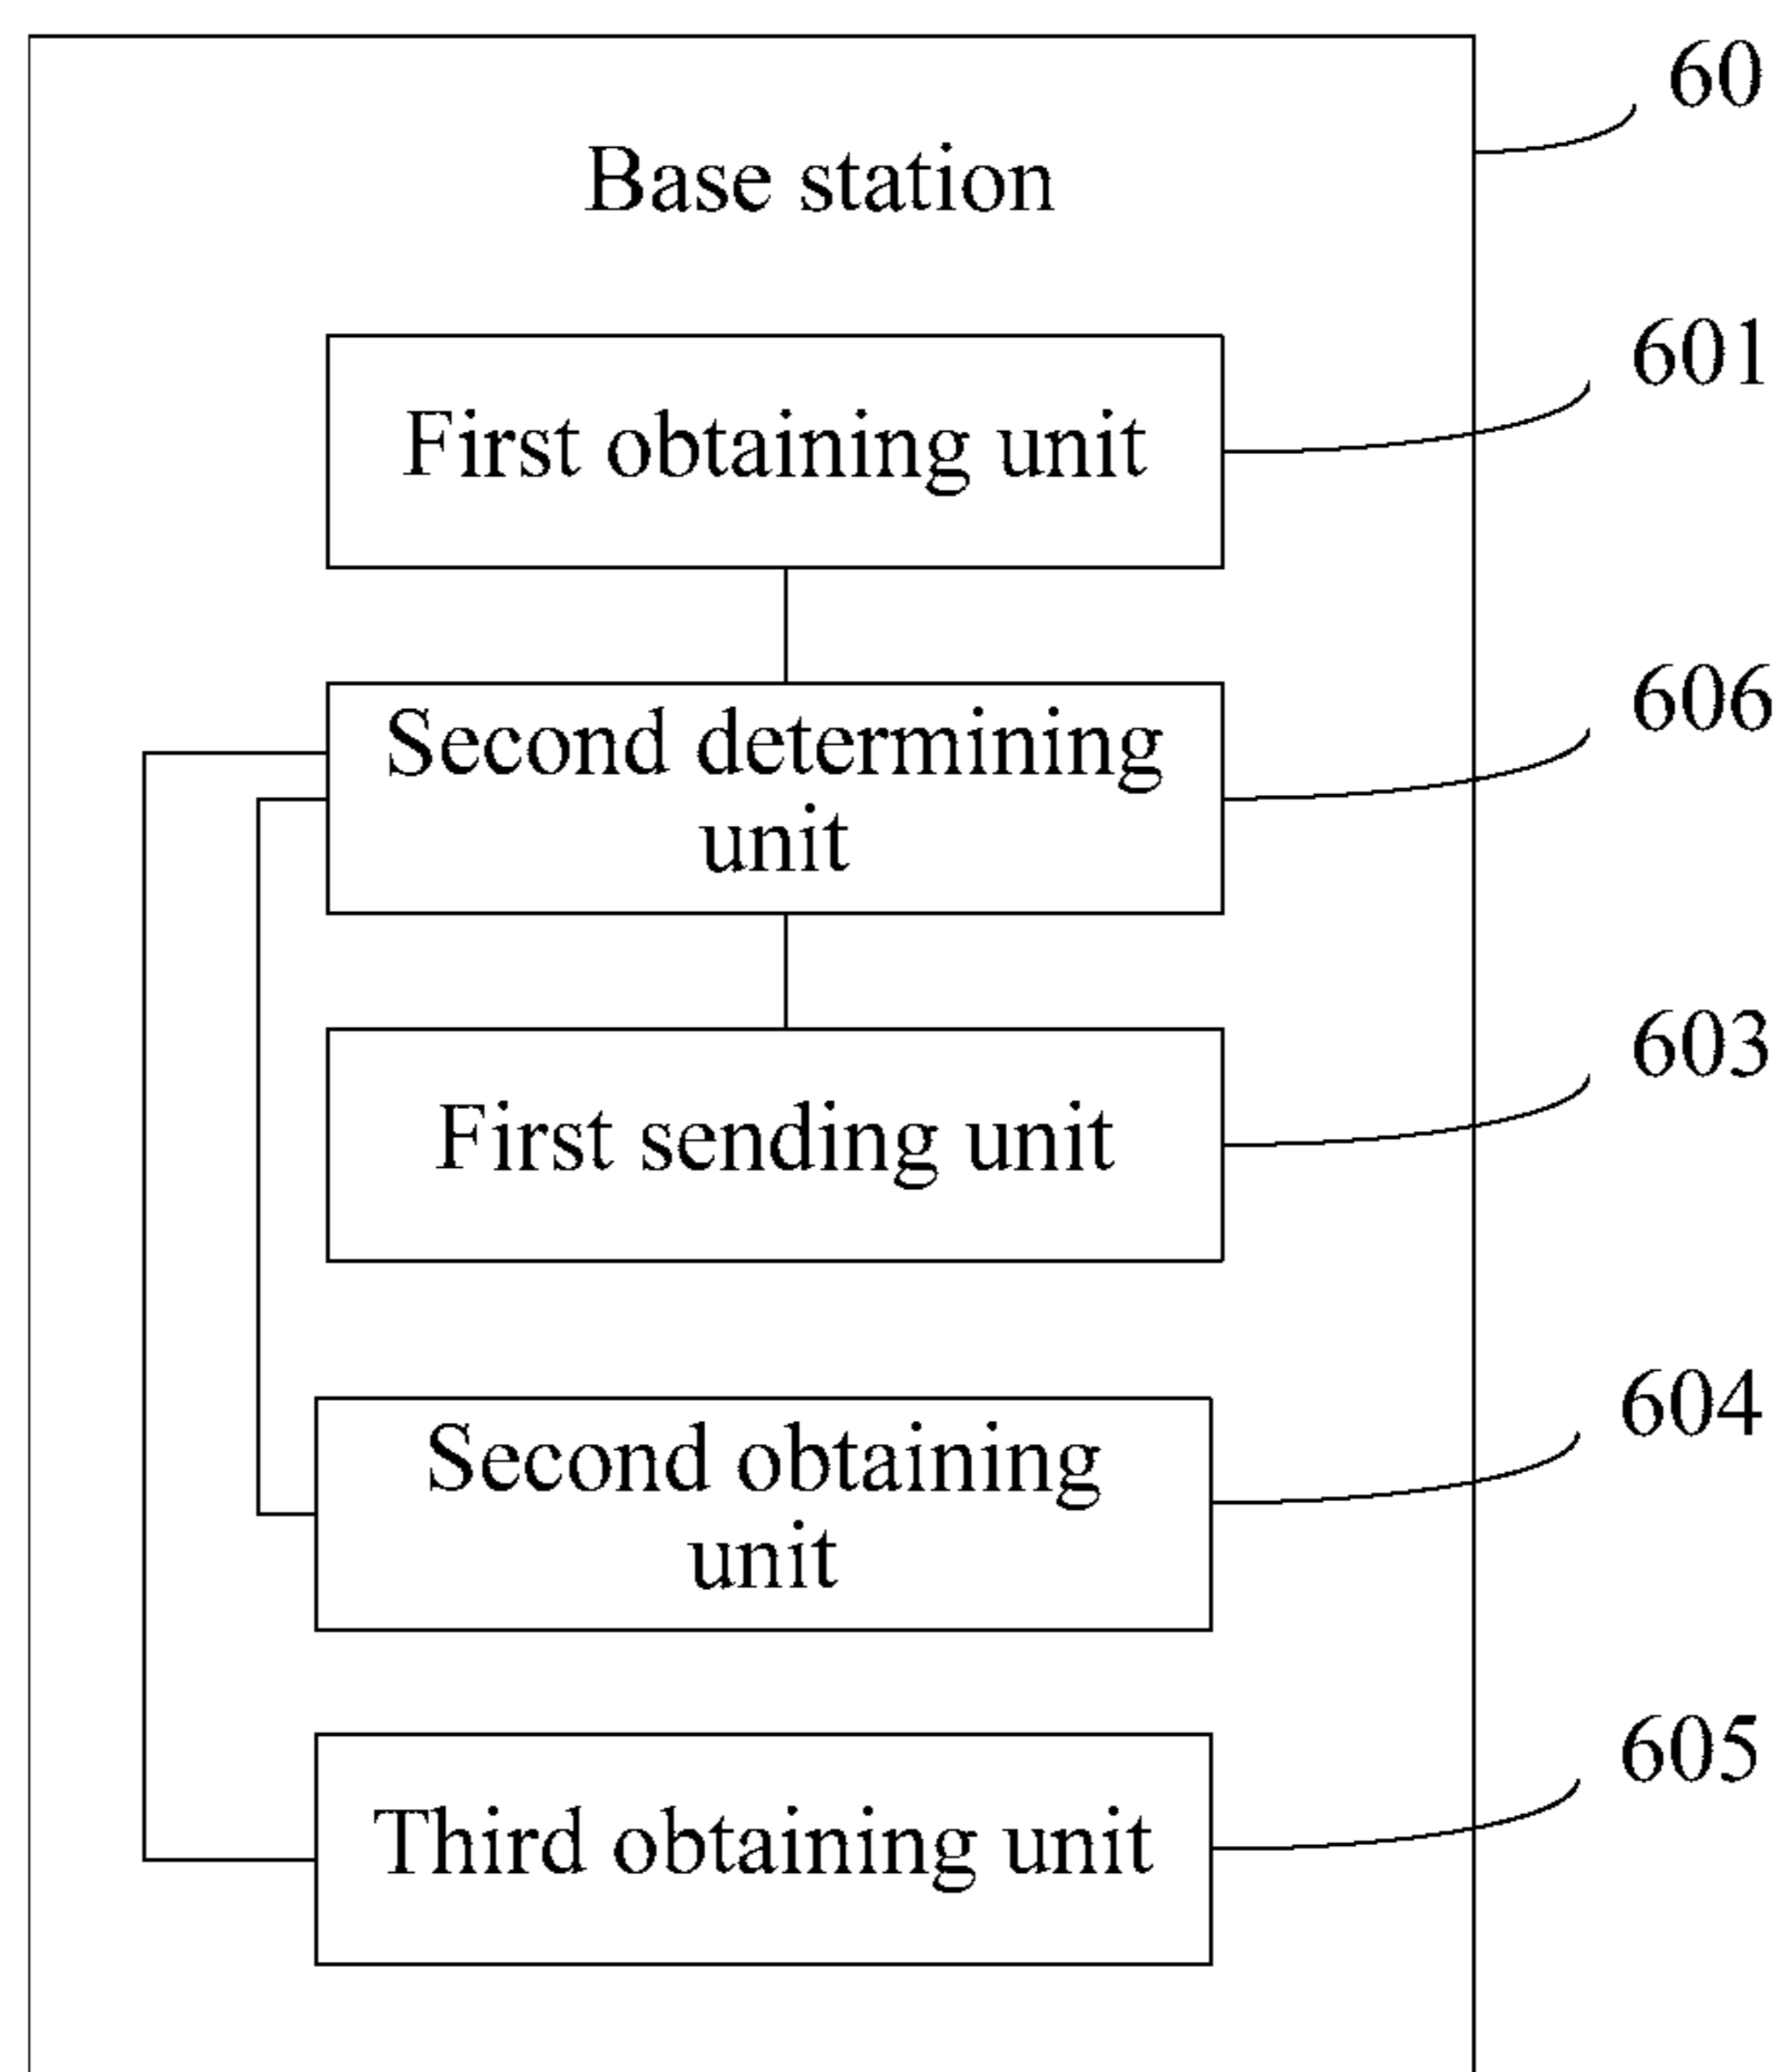 60
Base station
601
First obtaining unit
606
Second determining
unit
603
First sending unit
604
Second obtaining
unit
605
Third obtaining unit